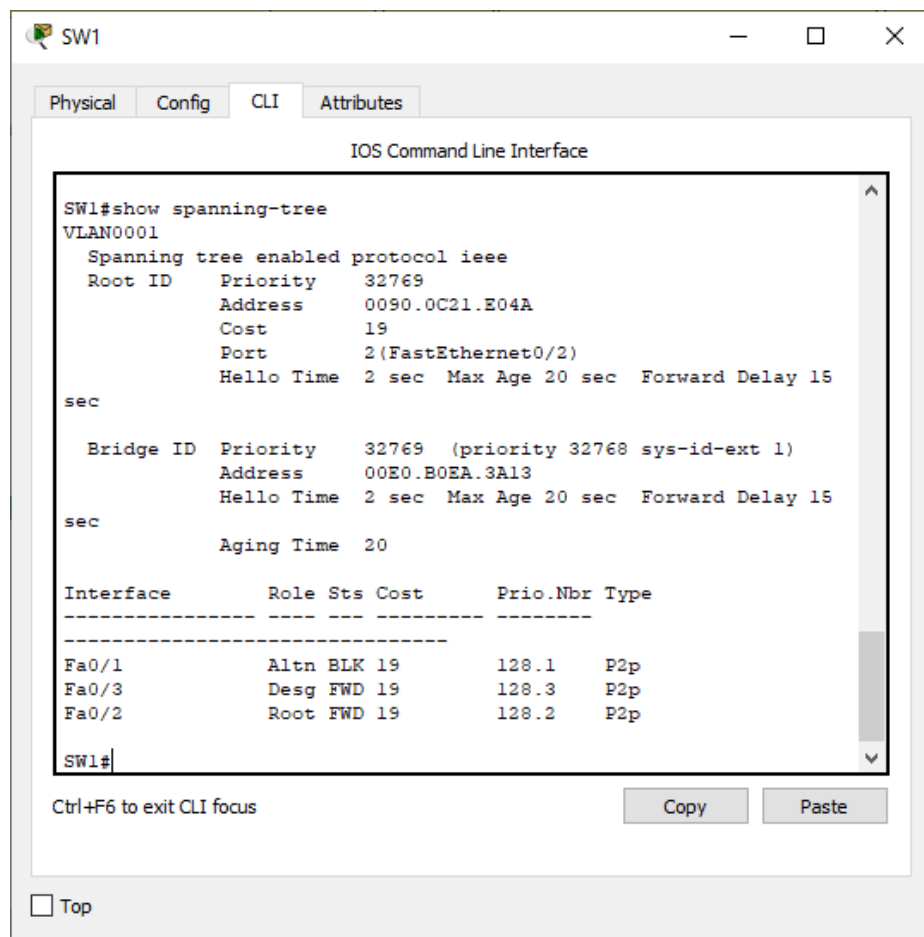 SW1
Physical Config CLI Attributes
IOS Command Line Interface
SW1#show spanning-tree
VLAN0001
  Spanning tree enabled protocol ieee
  Root ID    Priority    32769
             Address     0090.0C21.E04A
             Cost        19
             Port        2(FastEthernet0/2)
             Hello Time  2 sec  Max Age 20 sec  Forward Delay 15
sec
  Bridge ID  Priority    32769  (priority 32768 sys-id-ext 1)
             Address     00E0.B0EA.3A13
             Hello Time  2 sec  Max Age 20 sec  Forward Delay 15
sec
             Aging Time  20
Interface        Role Sts Cost      Prio.Nbr Type
---------------- ---- --- --------- --------
--------------------------------
Fa0/1            Altn BLK 19        128.1    P2p
Fa0/3            Desg FWD 19        128.3    P2p
Fa0/2            Root FWD 19        128.2    P2p
SW1#
Ctrl+F6 to exit CLI focus Copy Paste
Top